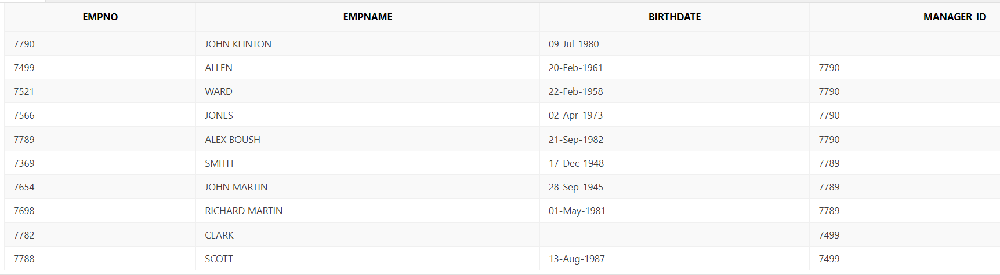 EMPNO EMPNAME BIRTHDATE MANAGER_ID
7790 JOHN KLINTON 09-Jul-1980 -
7499 ALLEN 20-Feb-1961 7790
7521 WARD 22-Feb-1958 7790
7566 JONES 02-Apr-1973 7790
7789 ALEX BOUSH 21-Sep-1982 7790
7369 SMITH 17-Dec-1948 7789
7654 JOHN MARTIN 28-Sep-1945 7789
7698 RICHARD MARTIN 01-May-1981 7789
7782 CLARK - 7499
7788 SCOTT 13-Aug-1987 7499